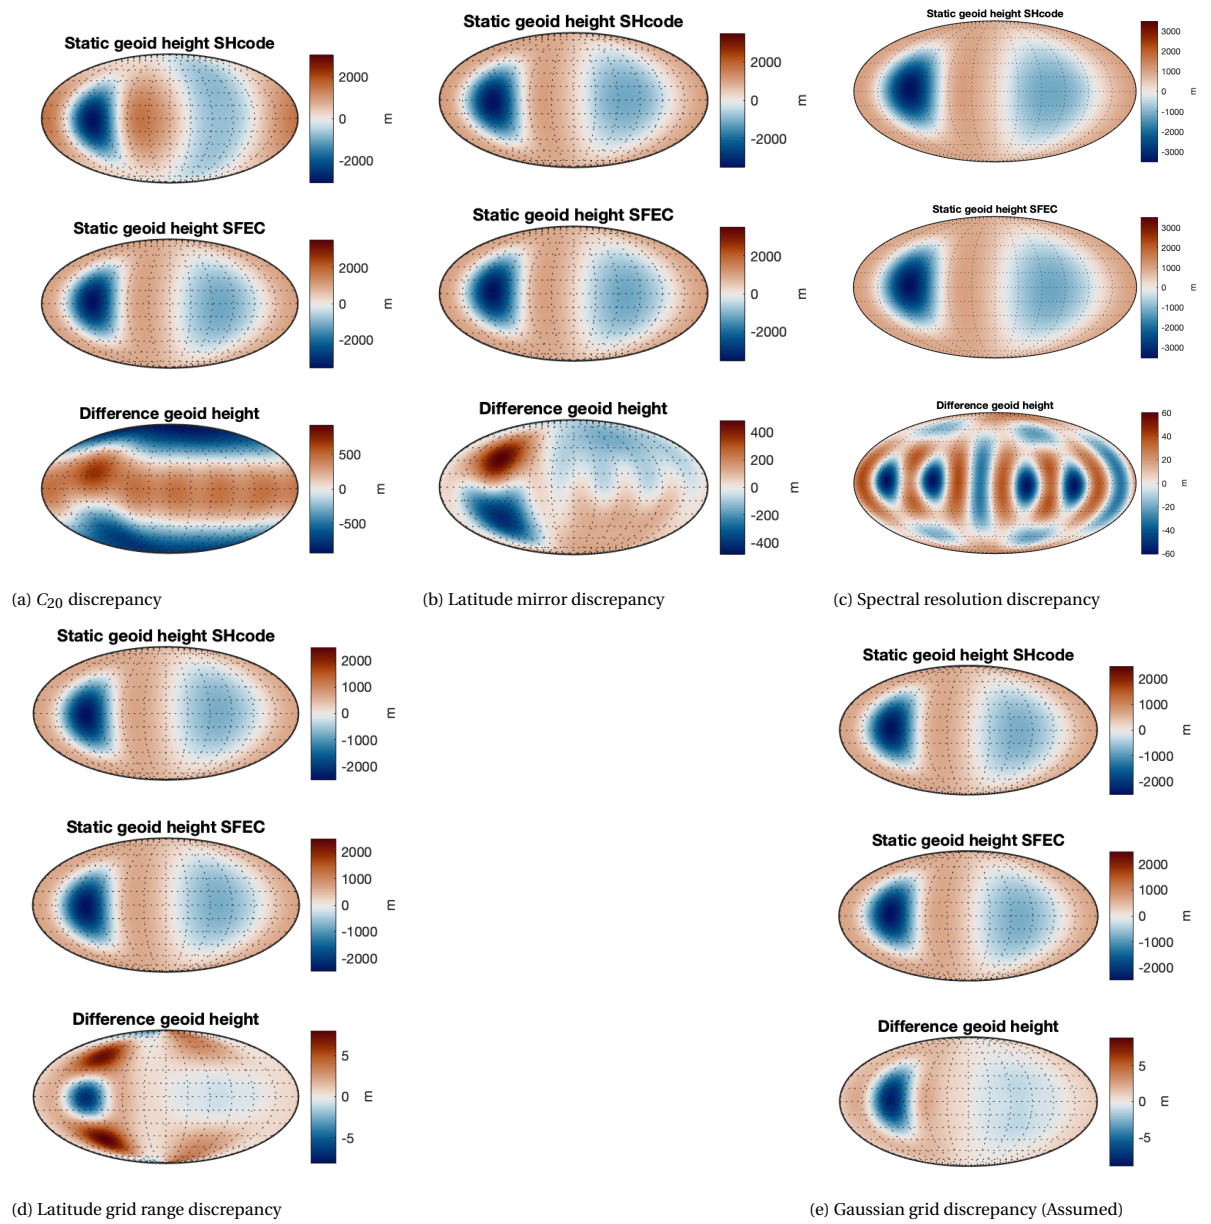 Static geoid height SHcode
2000
0
-2000
m
Static geoid height SFEC
2000
0
-2000
m
Difference geoid height
500
0
-500
m
(a) C20 discrepancy
Static geoid height SHcode
2000
0
-2000
m
Static geoid height SFEC
2000
0
-2000
m
Difference geoid height
400
200
0
-200
-400
m
(b) Latitude mirror discrepancy
Static geoid height SHcode
3000
2000
1000
0
-1000
-2000
-3000
m
Static geoid height SFEC
3000
2000
1000
0
-1000
-2000
-3000
m
Difference geoid height
60
40
20
0
-20
-40
-60
m
(c) Spectral resolution discrepancy
Static geoid height SHcode
2000
1000
0
-1000
-2000
m
Static geoid height SFEC
2000
1000
0
-1000
-2000
m
Difference geoid height
5
0
-5
m
(d) Latitude grid range discrepancy
Static geoid height SHcode
2000
1000
0
-1000
-2000
m
Static geoid height SFEC
2000
1000
0
-1000
-2000
m
Difference geoid height
5
0
-5
m
(e) Gaussian grid discrepancy (Assumed)